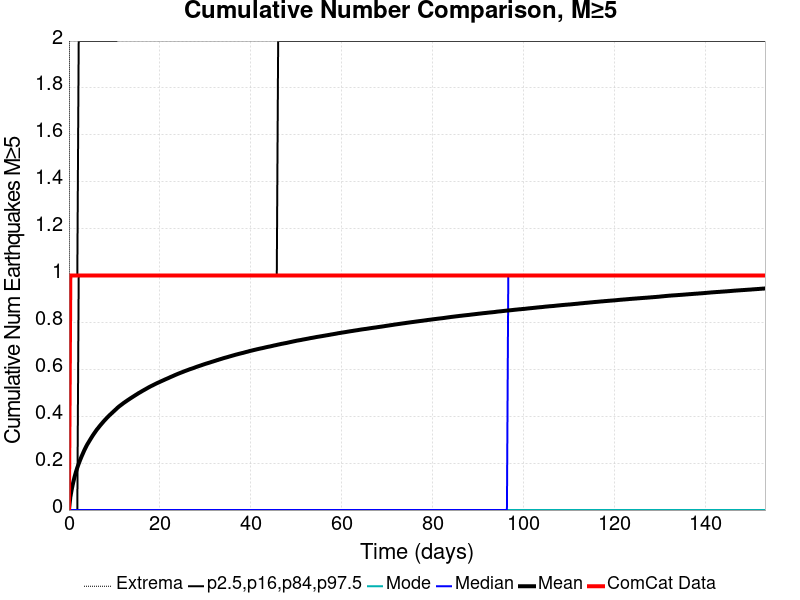 Cumulative Number Comparison, M≥5
Cumulative Num Earthquakes M≥5
2
1.8
1.6
1.4
1.2
1
0.8
0.6
0.4
0.2
0
0 20 40 60 80 100 120 140
Time (days)
Extrema p2.5,p16,p84,p97.5 Mode Median Mean ComCat Data